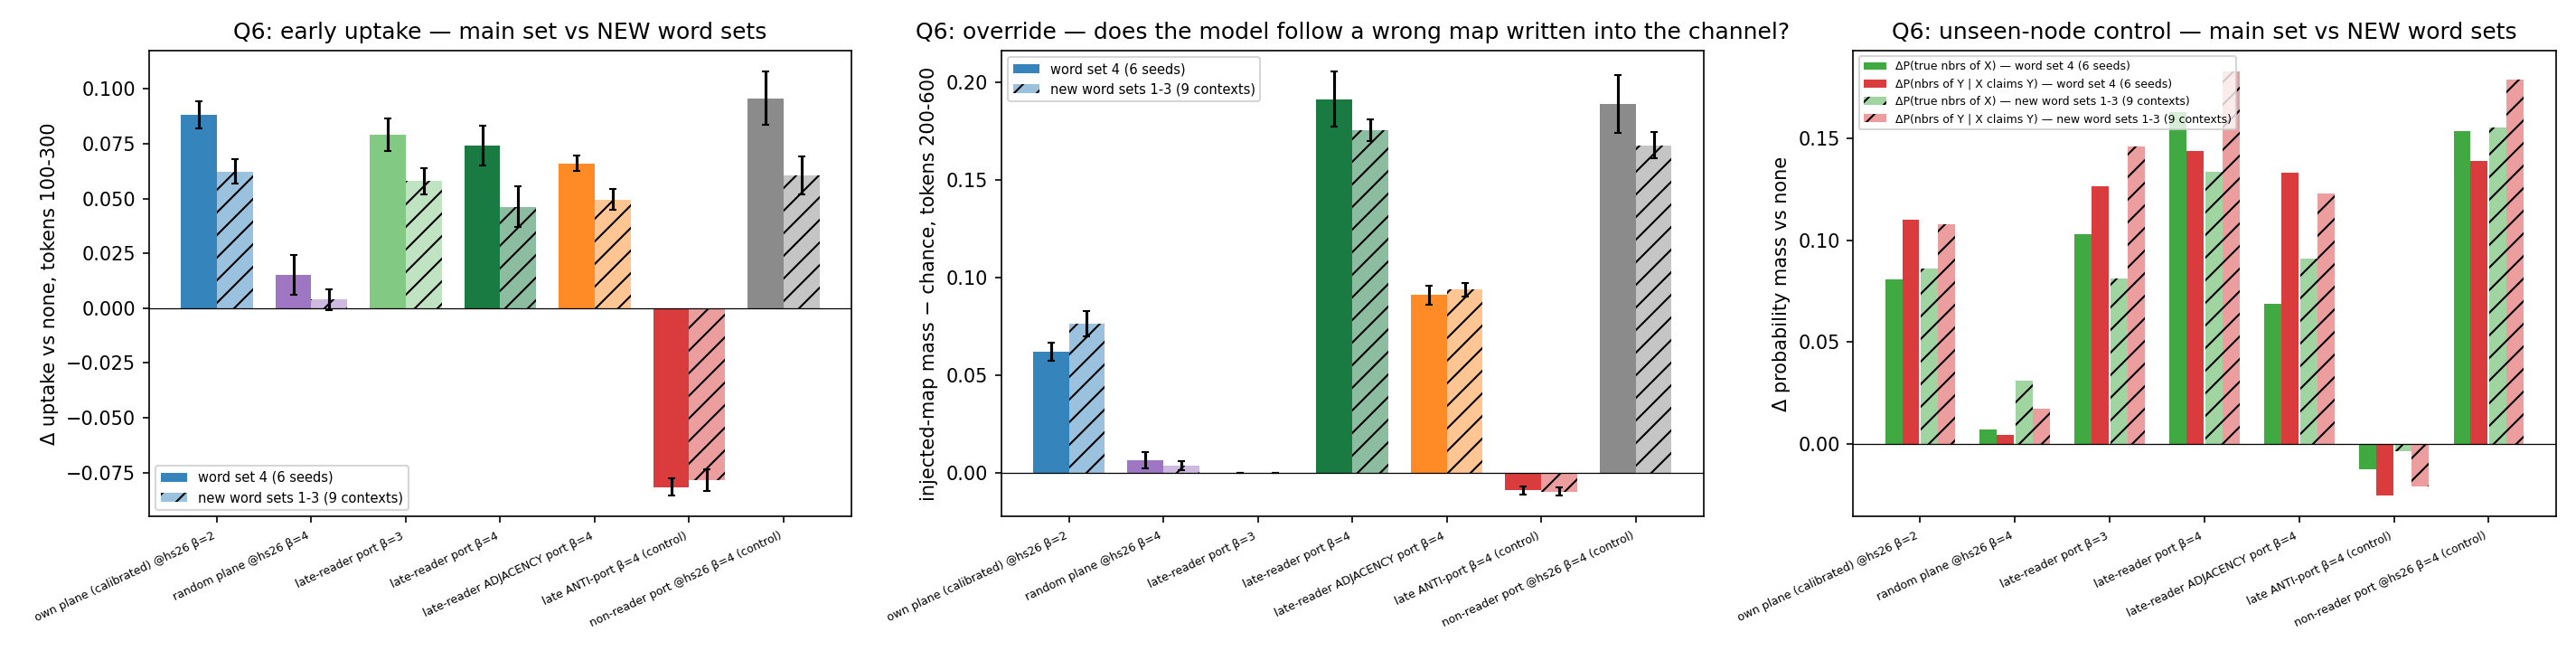 Q6: early uptake — main set vs NEW word sets
Δ uptake vs none, tokens 100-300
0.100
0.075
0.050
0.025
0.000
−0.025
−0.050
−0.075
word set 4 (6 seeds)
new word sets 1-3 (9 contexts)
own plane (calibrated) @hs26 β=2
random plane @hs26 β=4
late-reader port β=3
late-reader port β=4
late-reader ADJACENCY port β=4
late ANTI-port β=4 (control)
non-reader port @hs26 β=4 (control)
Q6: override — does the model follow a wrong map written into the channel?
injected-map mass − chance, tokens 200-600
0.20
0.15
0.10
0.05
0.00
word set 4 (6 seeds)
new word sets 1-3 (9 contexts)
own plane (calibrated) @hs26 β=2
random plane @hs26 β=4
late-reader port β=3
late-reader port β=4
late-reader ADJACENCY port β=4
late ANTI-port β=4 (control)
non-reader port @hs26 β=4 (control)
Q6: unseen-node control — main set vs NEW word sets
Δ probability mass vs none
0.15
0.10
0.05
0.00
ΔP(true nbrs of X) — word set 4 (6 seeds)
ΔP(nbrs of Y | X claims Y) — word set 4 (6 seeds)
ΔP(true nbrs of X) — new word sets 1-3 (9 contexts)
ΔP(nbrs of Y | X claims Y) — new word sets 1-3 (9 contexts)
own plane (calibrated) @hs26 β=2
random plane @hs26 β=4
late-reader port β=3
late-reader port β=4
late-reader ADJACENCY port β=4
late ANTI-port β=4 (control)
non-reader port @hs26 β=4 (control)